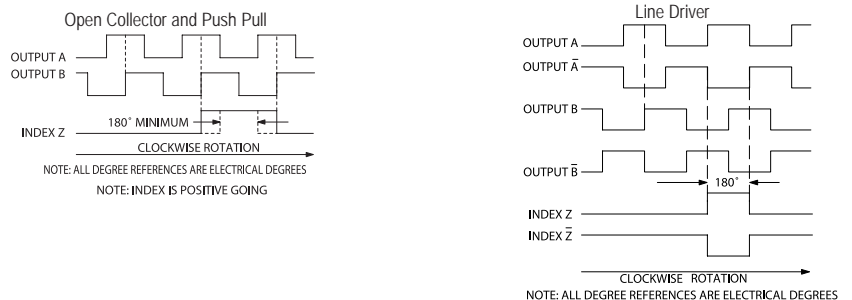 Open Collector and Push Pull
OUTPUT A
OUTPUT B
180° MINIMUM
INDEX Z
CLOCKWISE ROTATION
NOTE: ALL DEGREE REFERENCES ARE ELECTRICAL DEGREES
NOTE: INDEX IS POSITIVE GOING
Line Driver
OUTPUT A
OUTPUT A̅
OUTPUT B
OUTPUT B̅
180°
INDEX Z
INDEX Z̅
CLOCKWISE ROTATION
NOTE: ALL DEGREE REFERENCES ARE ELECTRICAL DEGREES